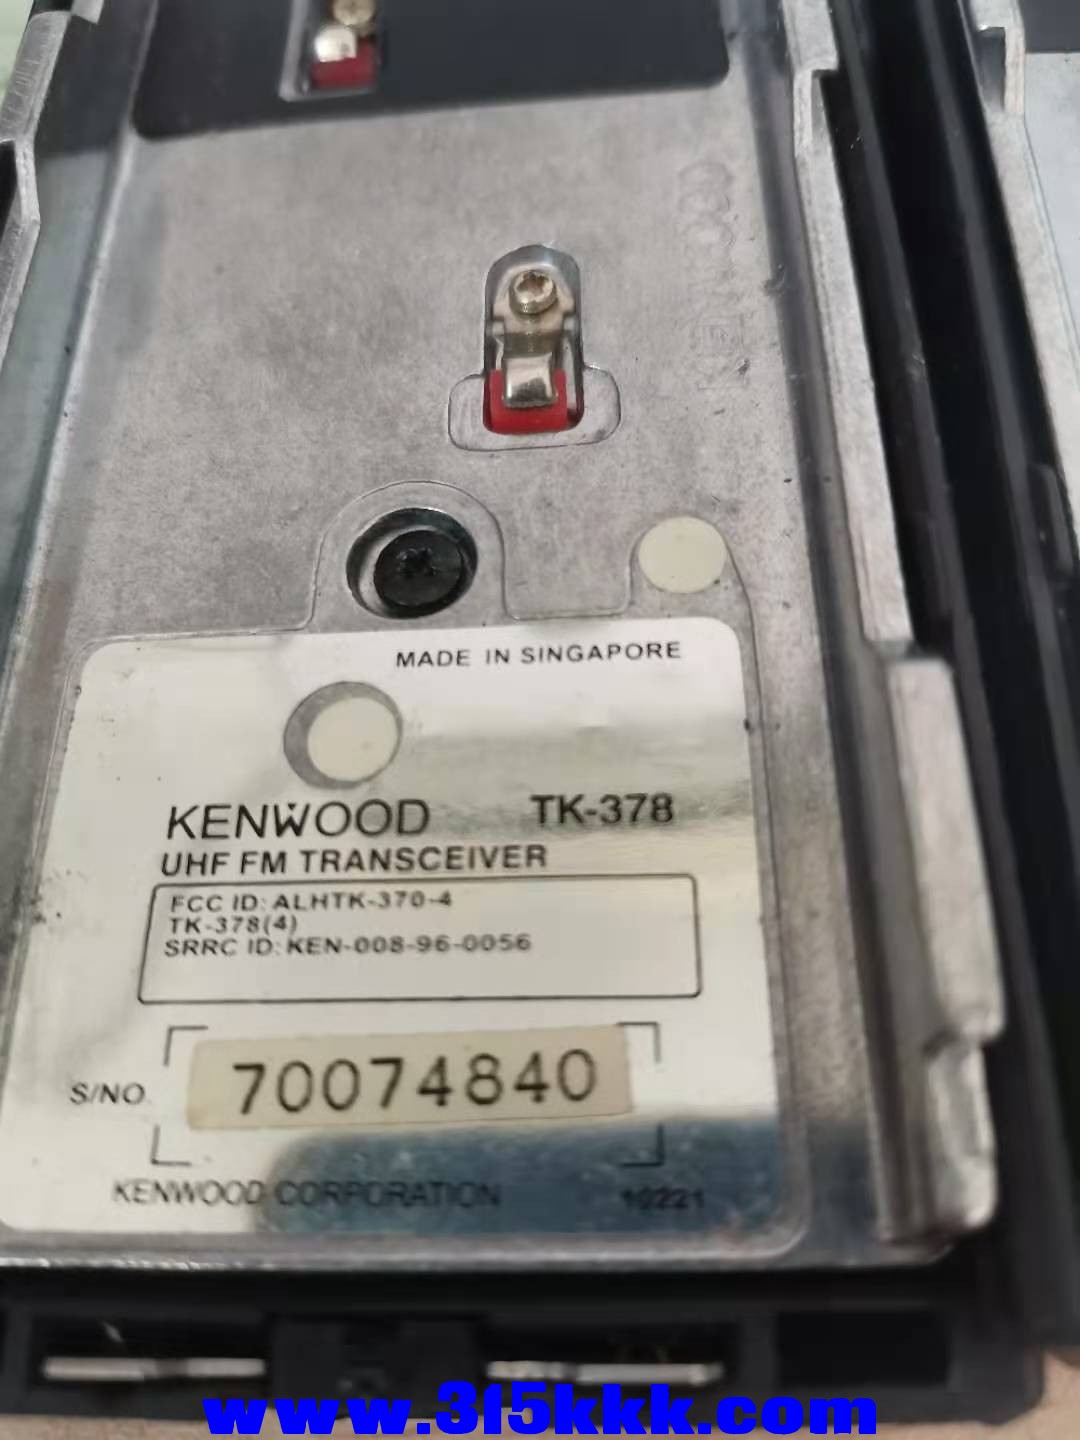 MADE IN SINGAPORE
KENWOOD TK-378
UHF FM TRANSCEIVER
FCC ID: ALHTK-370-4
TK-378(4)
SRRC ID: KEN-008-96-0056
S/NO. 70074840
KENWOOD CORPORATION 10221
www.315kkk.com